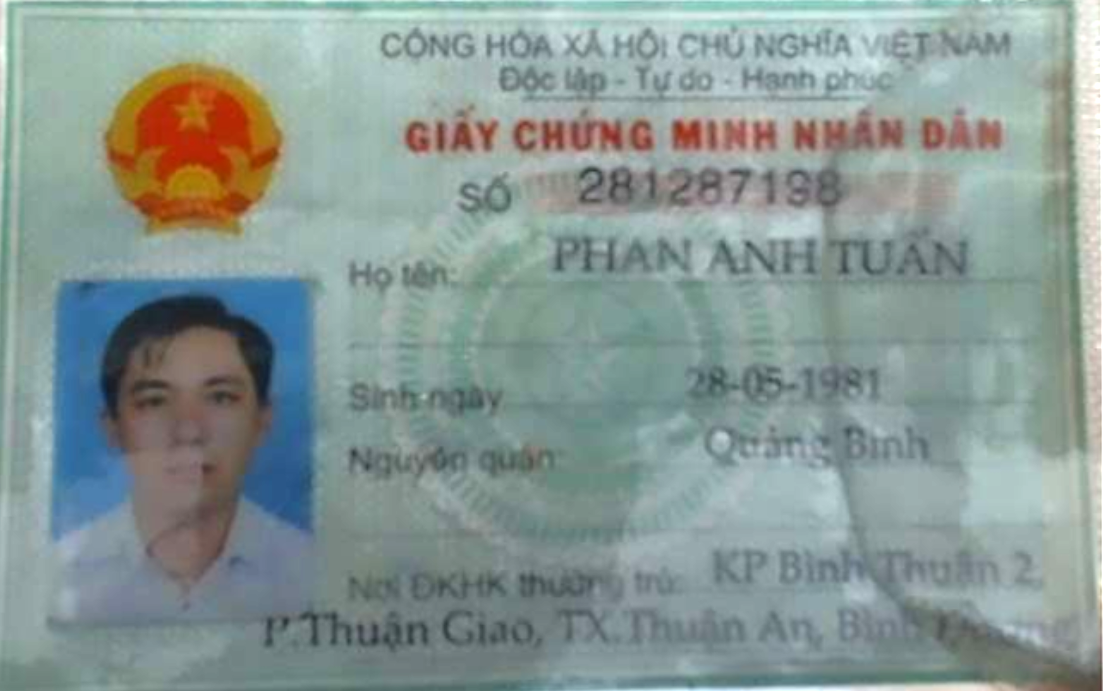 CỘNG HÒA XÃ HỘI CHỦ NGHĨA VIỆT NAM
Độc lập - Tự do - Hạnh phúc
GIẤY CHỨNG MINH NHÂN DÂN
SỐ 281287198
Họ tên: PHAN ANH TUẤN
Sinh ngày 28-05-1981
Nguyên quán: Quảng Bình
Nơi ĐKHK thường trú: KP Bình Thuận 2,
P.Thuận Giao, TX.Thuận An, Bình Dương